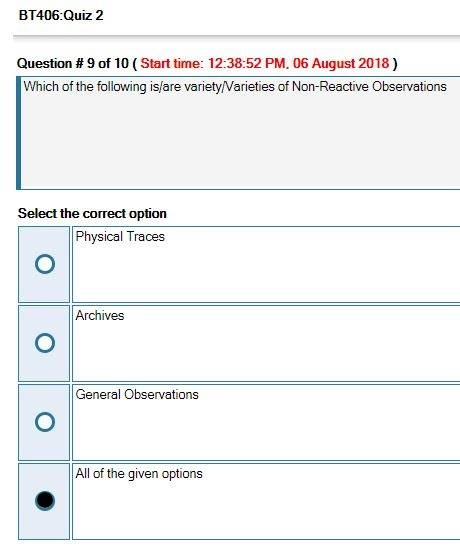 BT406:Quiz 2
Question # 9 of 10 ( Start time: 12:38:52 PM, 06 August 2018 )
Which of the following is/are variety/Varieties of Non-Reactive Observations
Select the correct option
Physical Traces
Archives
General Observations
All of the given options